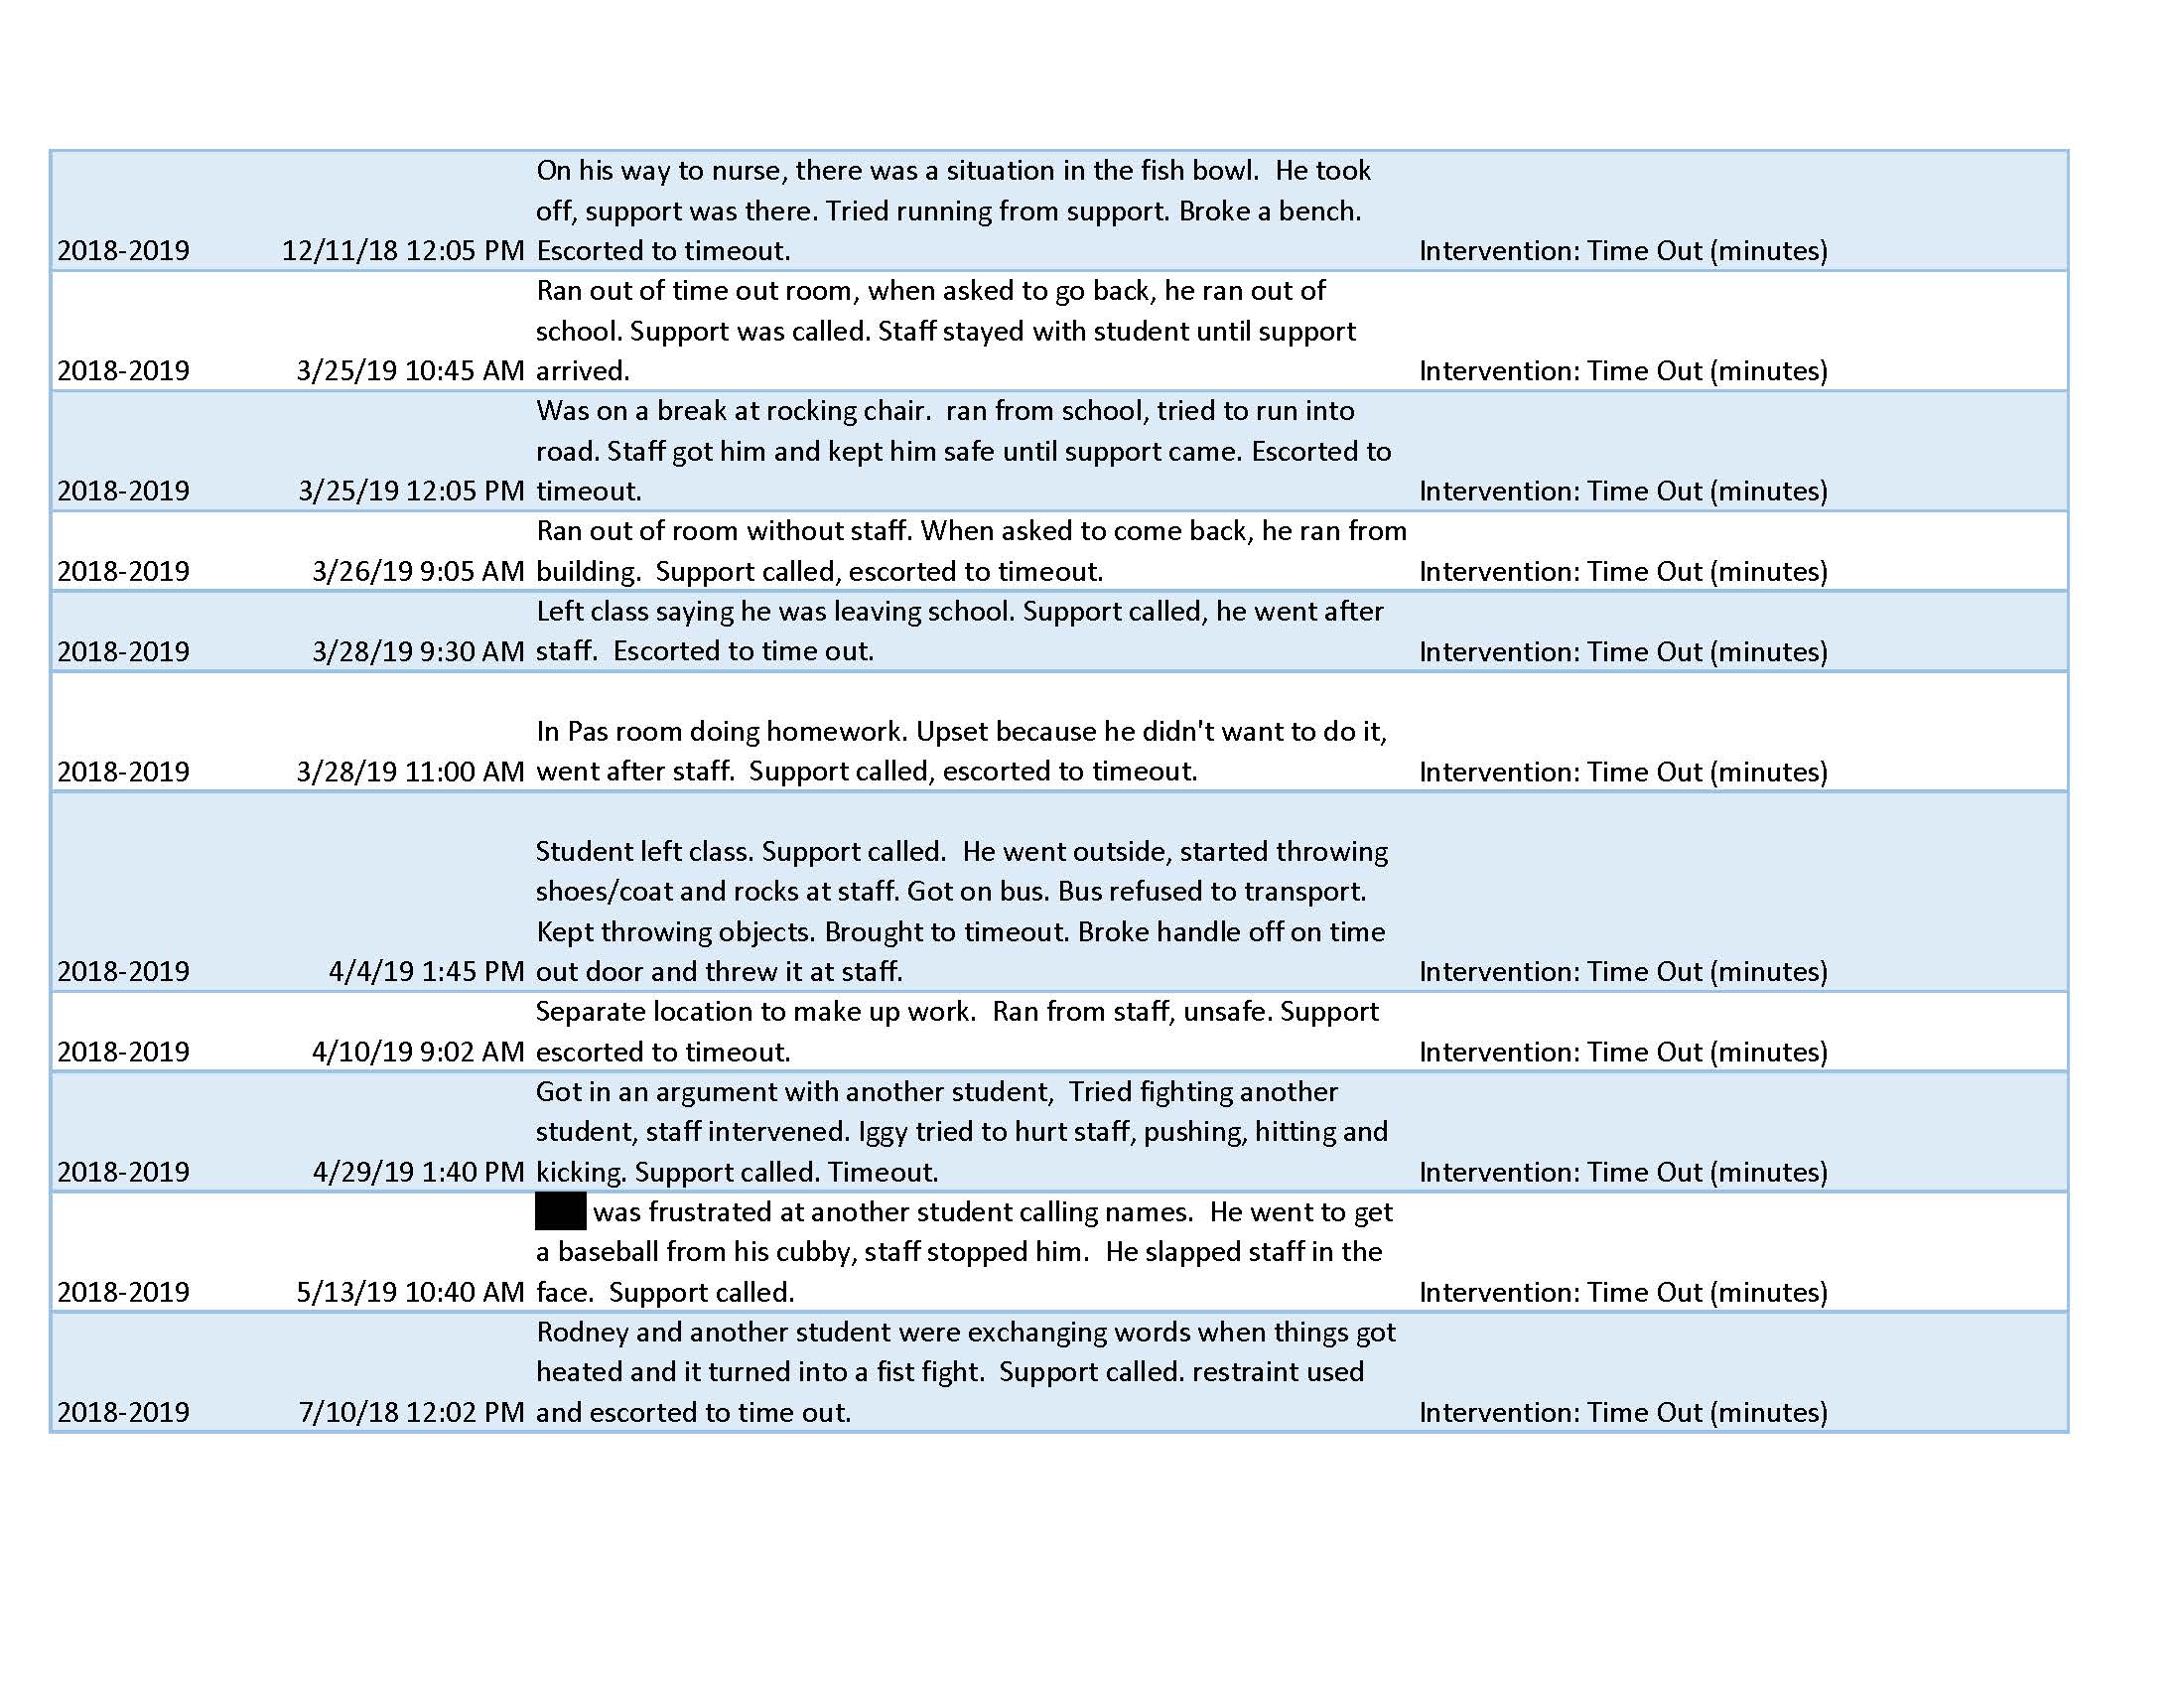 On his way to nurse, there was a situation in the fish bowl.  He took
off, support was there. Tried running from support. Broke a bench.
2018-2019 12/11/18 12:05 PM Escorted to timeout. Intervention: Time Out (minutes)
Ran out of time out room, when asked to go back, he ran out of
school. Support was called. Staff stayed with student until support
2018-2019 3/25/19 10:45 AM arrived. Intervention: Time Out (minutes)
Was on a break at rocking chair.  ran from school, tried to run into
road. Staff got him and kept him safe until support came. Escorted to
2018-2019 3/25/19 12:05 PM timeout. Intervention: Time Out (minutes)
Ran out of room without staff. When asked to come back, he ran from
2018-2019 3/26/19 9:05 AM building.  Support called, escorted to timeout. Intervention: Time Out (minutes)
Left class saying he was leaving school. Support called, he went after
2018-2019 3/28/19 9:30 AM staff.  Escorted to time out. Intervention: Time Out (minutes)
In Pas room doing homework. Upset because he didn't want to do it,
2018-2019 3/28/19 11:00 AM went after staff.  Support called, escorted to timeout. Intervention: Time Out (minutes)
Student left class. Support called.  He went outside, started throwing
shoes/coat and rocks at staff. Got on bus. Bus refused to transport.
Kept throwing objects. Brought to timeout. Broke handle off on time
2018-2019 4/4/19 1:45 PM out door and threw it at staff. Intervention: Time Out (minutes)
Separate location to make up work.  Ran from staff, unsafe. Support
2018-2019 4/10/19 9:02 AM escorted to timeout. Intervention: Time Out (minutes)
Got in an argument with another student,  Tried fighting another
student, staff intervened. Iggy tried to hurt staff, pushing, hitting and
2018-2019 4/29/19 1:40 PM kicking. Support called. Timeout. Intervention: Time Out (minutes)
was frustrated at another student calling names.  He went to get
a baseball from his cubby, staff stopped him.  He slapped staff in the
2018-2019 5/13/19 10:40 AM face.  Support called. Intervention: Time Out (minutes)
Rodney and another student were exchanging words when things got
heated and it turned into a fist fight.  Support called. restraint used
2018-2019 7/10/18 12:02 PM and escorted to time out. Intervention: Time Out (minutes)